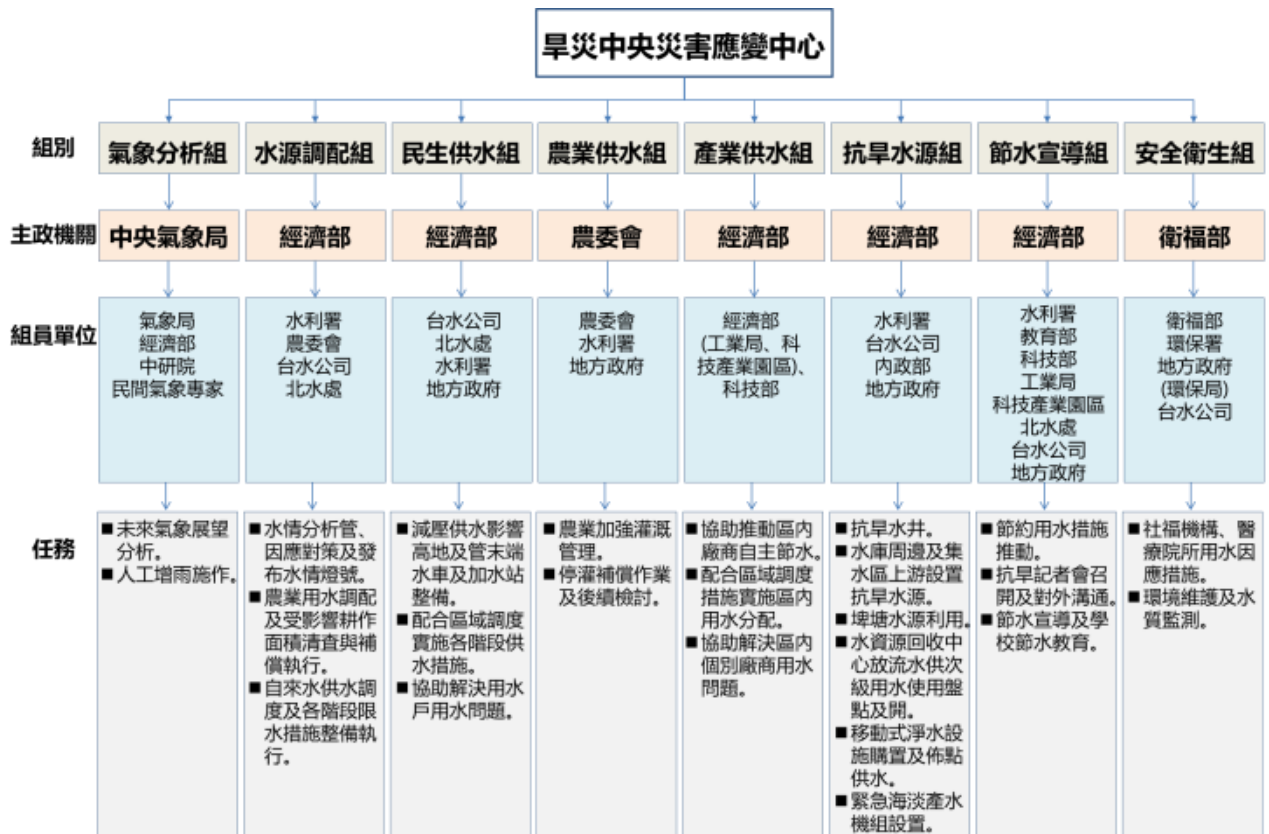 旱災中央災害應變中心
組別
氣象分析組
水源調配組
民生供水組
農業供水組
產業供水組
抗旱水源組
節水宣導組
安全衛生組
主政機關
中央氣象局
經濟部
經濟部
農委會
經濟部
經濟部
經濟部
衛福部
組員單位
氣象局
經濟部
中研院
民間氣象專家
水利署
農委會
台水公司
北水處
台水公司
北水處
水利署
地方政府
農委會
水利署
地方政府
經濟部
(工業局、科
技產業園區)、
科技部
水利署
台水公司
內政部
地方政府
水利署
教育部
科技部
工業局
科技產業園區
北水處
台水公司
地方政府
衛福部
環保署
地方政府
(環保局)
台水公司
任務
■ 未來氣象展望
分析。
■ 人工增雨施作。
■ 水情分析管、
因應對策及發
布水情燈號。
■ 農業用水調配
及受影響耕作
面積清查與補
償執行。
■ 自來水供水調
度及各階段限
水措施整備執
行。
■ 減壓供水影響
高地及管末端
水車及加水站
整備。
■ 配合區域調度
實施各階段供
水措施。
■ 協助解決用水
戶用水問題。
■ 農業加強灌溉
管理。
■ 停灌補償作業
及後續檢討。
■ 協助推動區內
廠商自主節水。
■ 配合區域調度
措施實施區內
用水分配。
■ 協助解決區內
個別廠商用水
問題。
■ 抗旱水井。
■ 水庫周邊及集
水區上游設置
抗旱水源。
■ 埤塘水源利用。
■ 水資源回收中
心放流水供次
級用水使用盤
點及開。
■ 移動式淨水設
施購置及佈點
供水。
■ 緊急海淡產水
機組設置。
■ 節約用水措施
推動。
■ 抗旱記者會召
開及對外溝通。
■ 節水宣導及學
校節水教育。
■ 社福機構、醫
療院所用水因
應措施。
■ 環境維護及水
質監測。